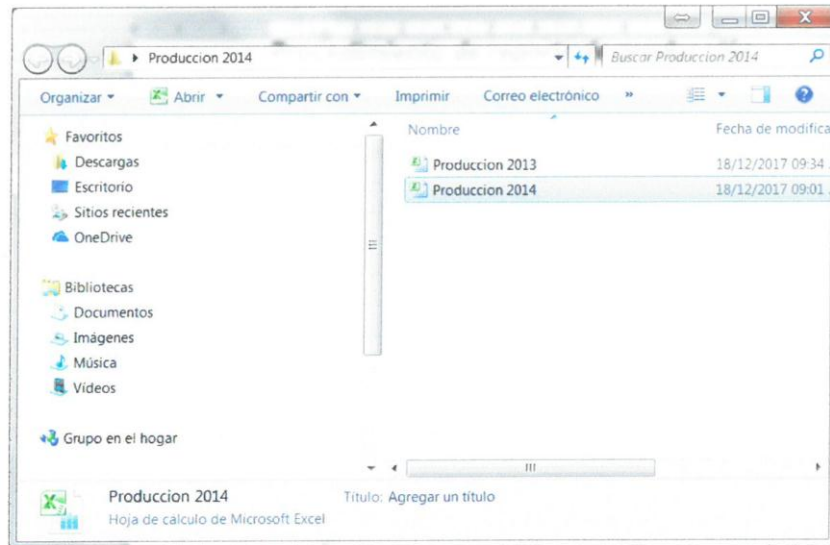 Produccion 2014
Buscar Produccion 2014
Organizar Abrir Compartir con Imprimir Correo electrónico »
Favoritos
Descargas
Escritorio
Sitios recientes
OneDrive
Bibliotecas
Documentos
Imágenes
Música
Vídeos
Grupo en el hogar
Nombre Fecha de modifica
Produccion 2013 18/12/2017 09:34
Produccion 2014 18/12/2017 09:01
Produccion 2014 Título: Agregar un título
Hoja de cálculo de Microsoft Excel